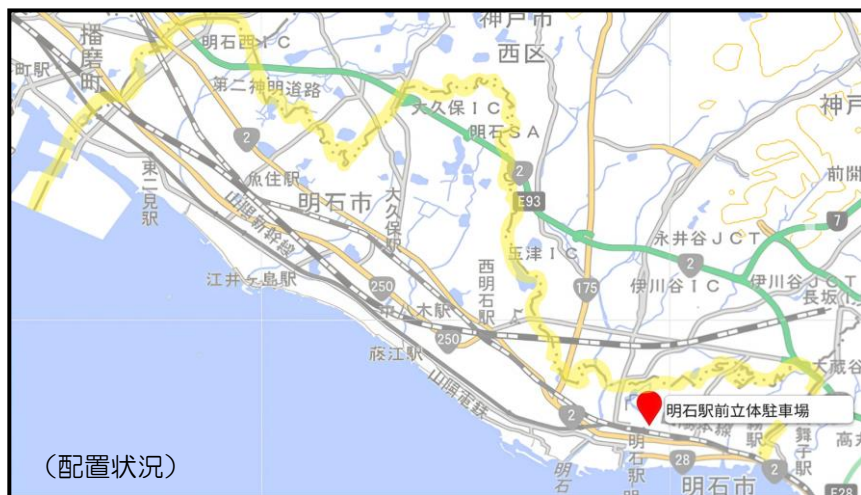 神戸市
西区
明石西ＩＣ
播磨町
町駅
第二神明道路
大久保ＩＣ
明石ＳＡ
神戸
2
2
E93
前開
魚住駅
明石市
大久保駅
東二見駅
山陽新幹線
玉津ＩＣ
永井谷ＪＣＴ
7
2
江井ヶ島駅
250
西明石駅
175
伊川谷ＩＣ
伊川谷ＪＣＴ
長坂
中八木駅
250
藤江駅
大蔵谷
山陽電鉄
明石駅前立体駐車場
2
明石駅
舞子駅
高丸
28
2
明石
明石市
E28
（配置状況）